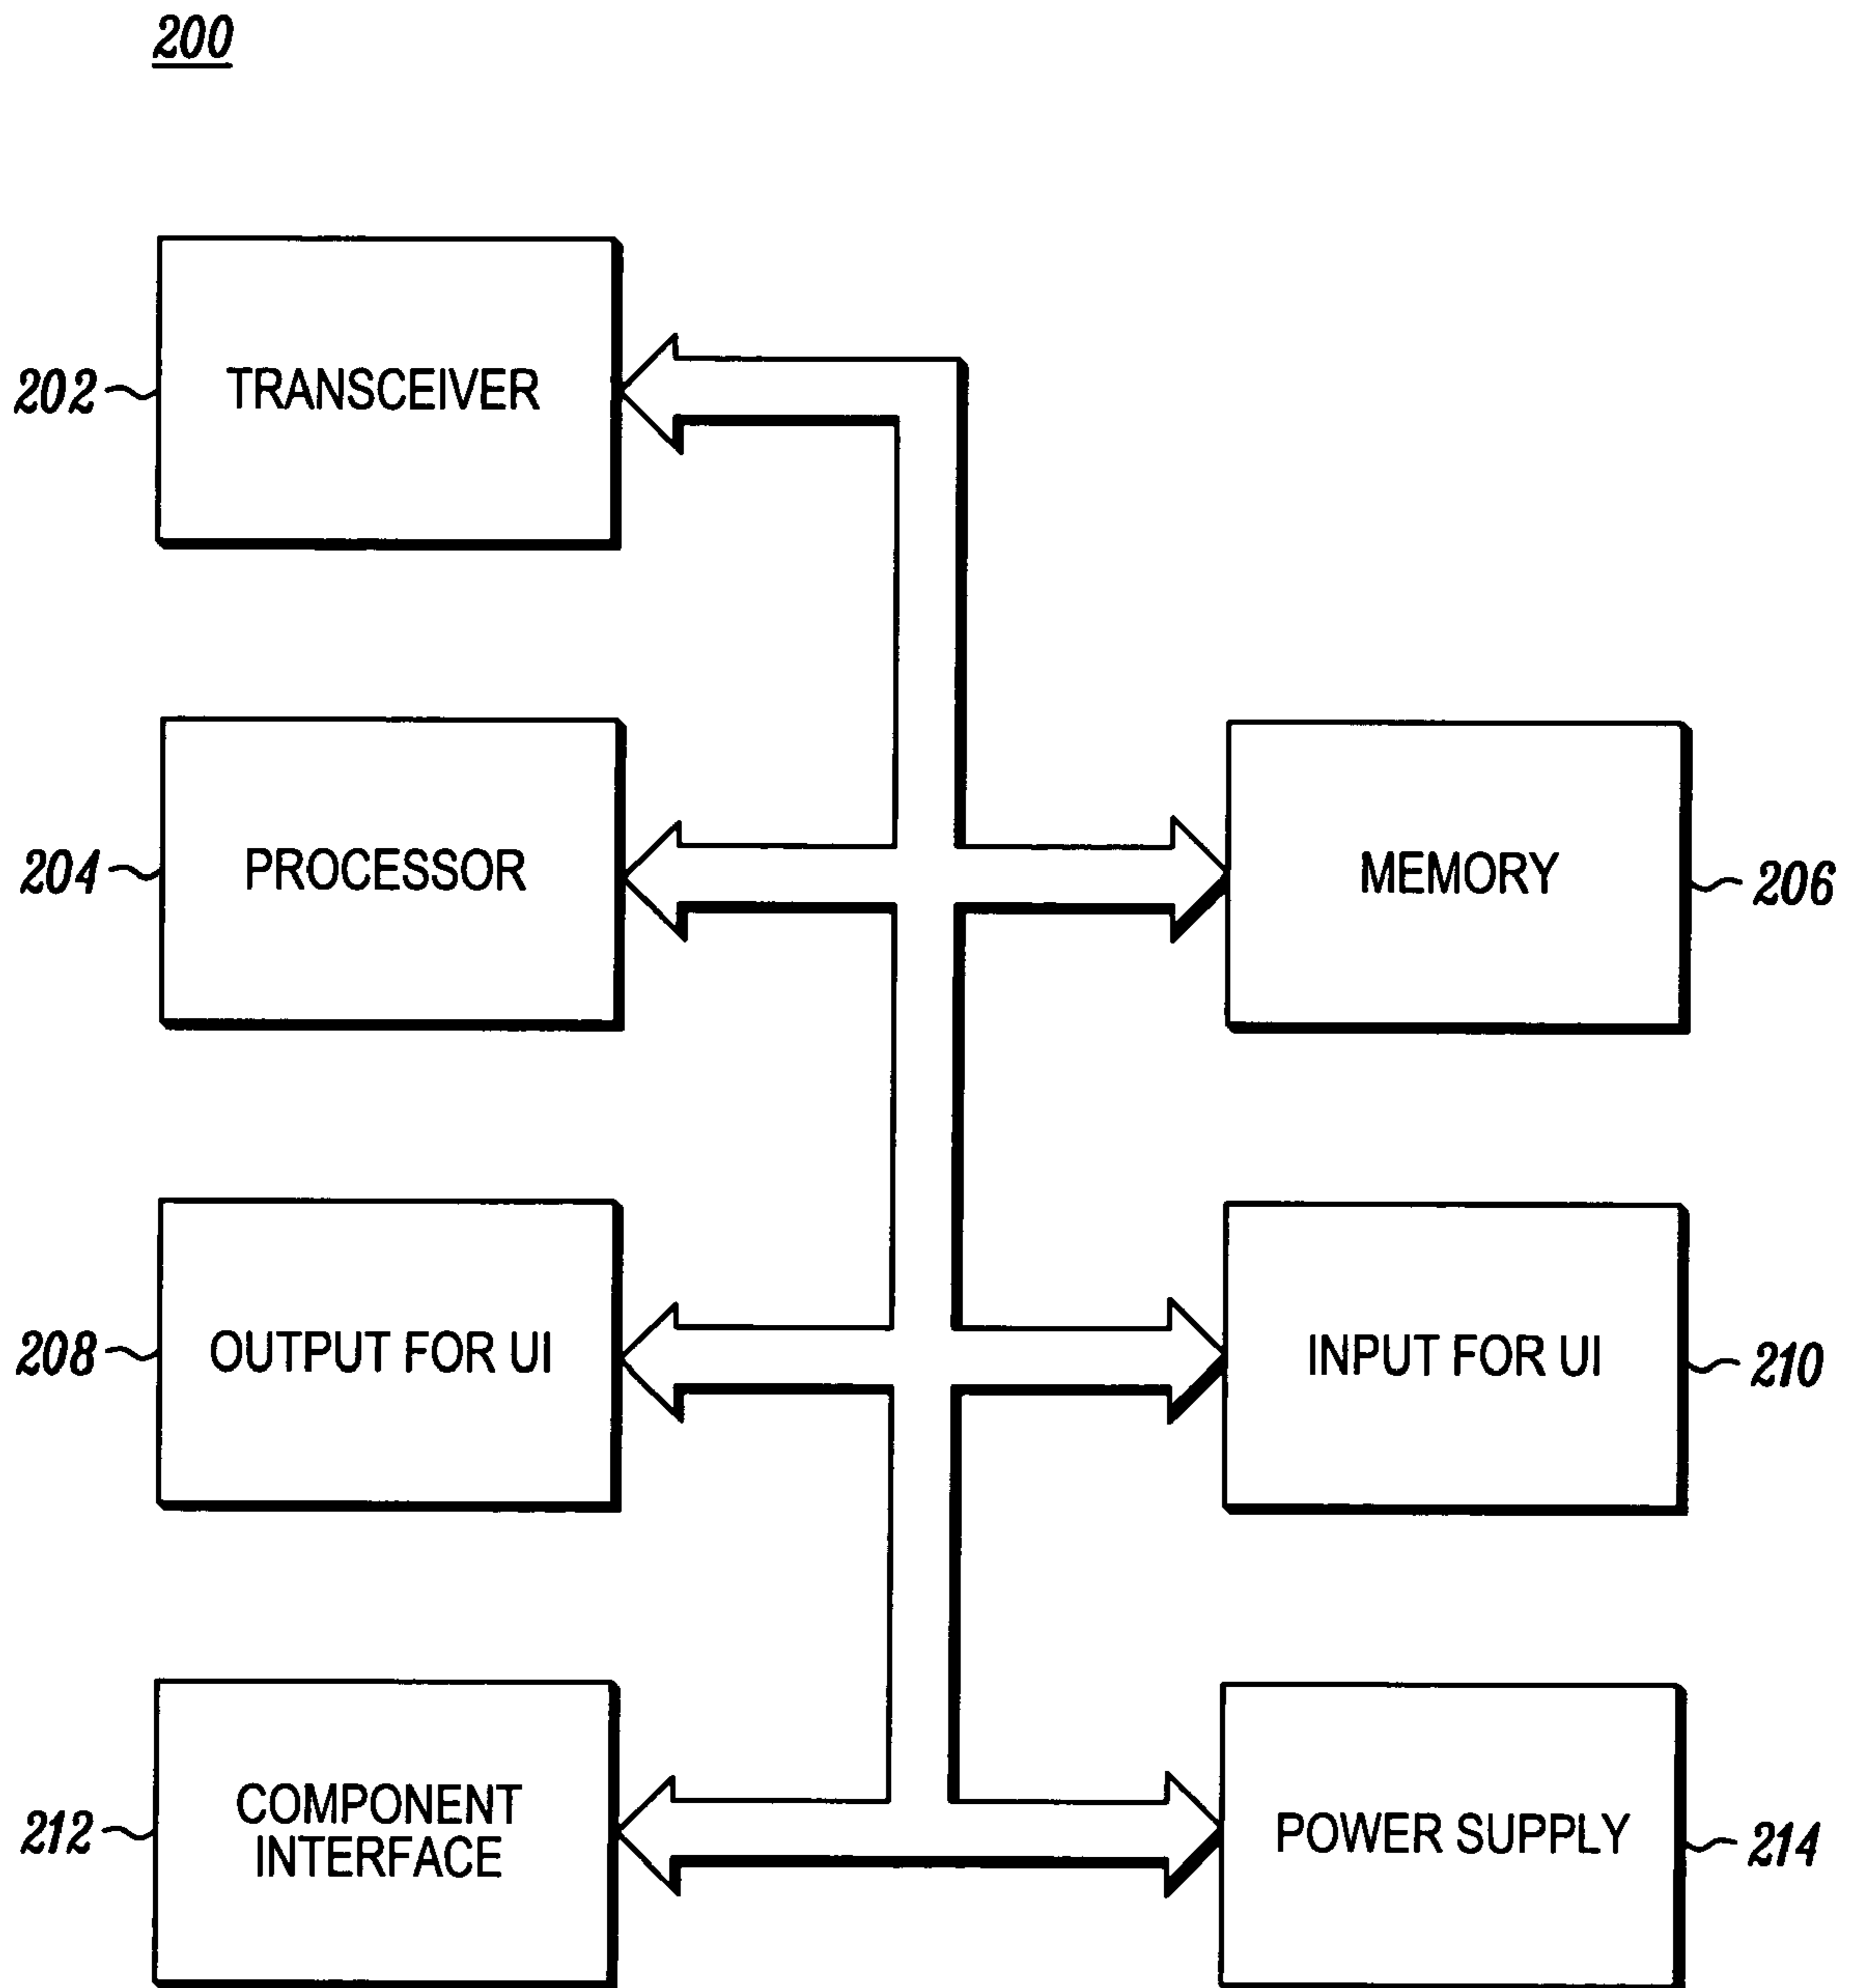 200
202
TRANSCEIVER
204
PROCESSOR
MEMORY
206
208
OUTPUT FOR UI
INPUT FOR UI
210
212
COMPONENT
INTERFACE
POWER SUPPLY
214